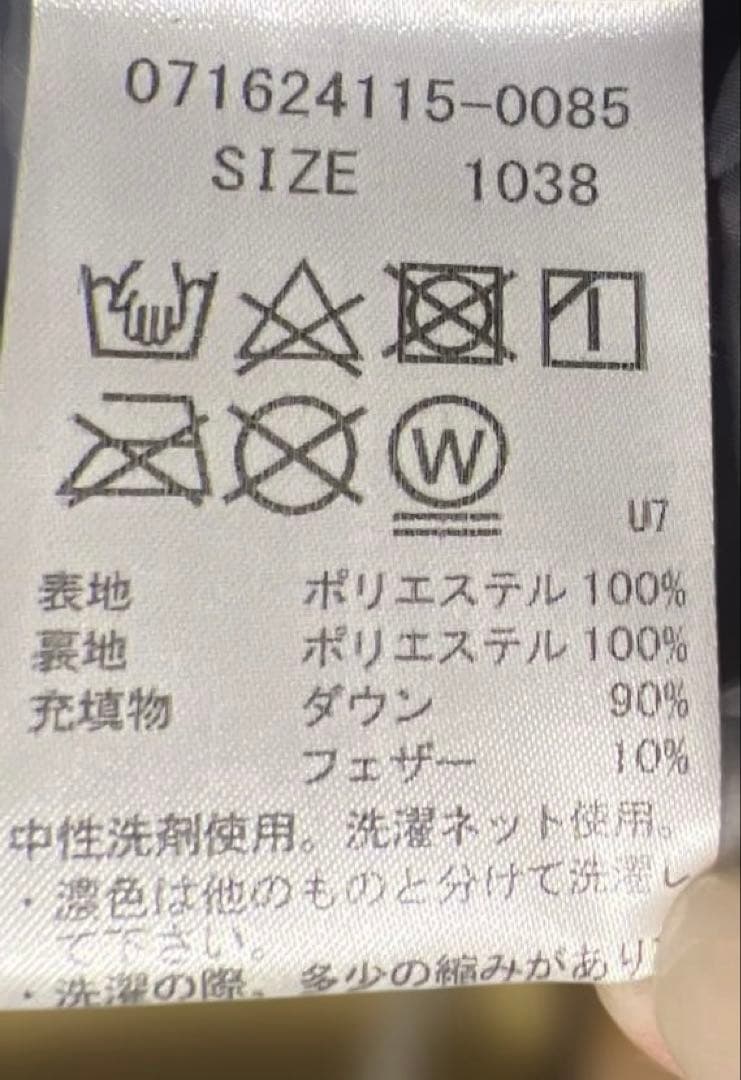 071624115-0085
SIZE 1038
W
U7
表地 ポリエステル 100%
裏地 ポリエステル 100%
充填物 ダウン 90%
フェザー 10%
中性洗剤使用。洗濯ネット使用。
・濃色は他のものと分けて洗濯し
て下さい。
・洗濯の際、多少の縮みがあり